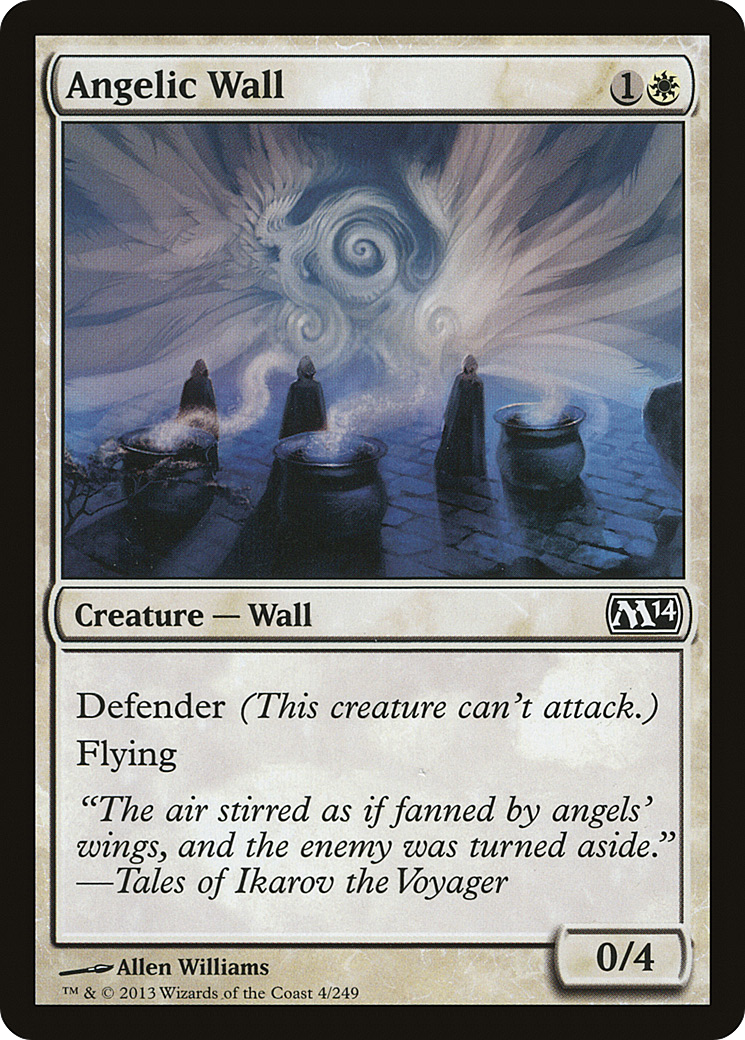 Angelic Wall 1
Creature — Wall M14
Defender (This creature can't attack.)
Flying
“The air stirred as if fanned by angels’
wings, and the enemy was turned aside.”
—Tales of Ikarov the Voyager
0/4
Allen Williams
™ & © 2013 Wizards of the Coast 4/249